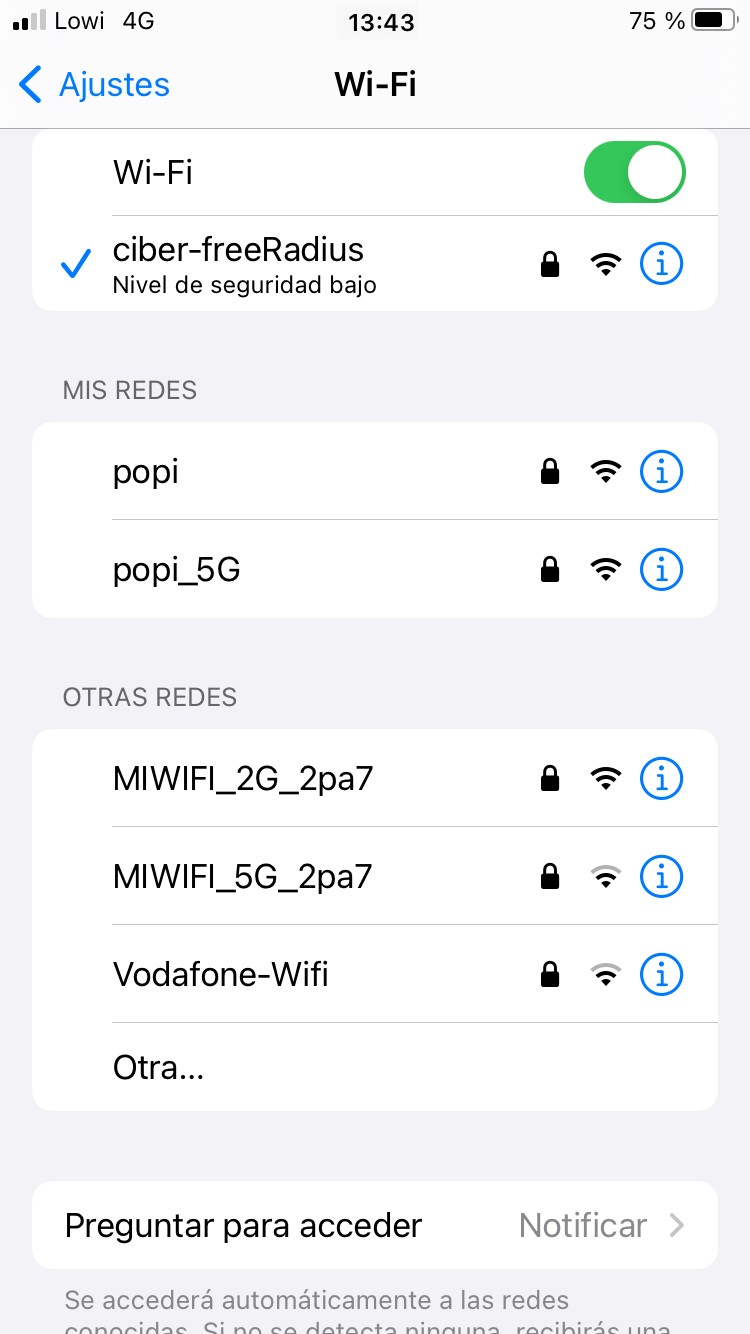 Lowi 4G 13:43 75 %
Ajustes Wi-Fi
Wi-Fi
ciber-freeRadius
Nivel de seguridad bajo
MIS REDES
popi
popi_5G
OTRAS REDES
MIWIFI_2G_2pa7
MIWIFI_5G_2pa7
Vodafone-Wifi
Otra...
Preguntar para acceder Notificar
Se accederá automáticamente a las redes
conocidas. Si no se detecta ninguna, recibirás una